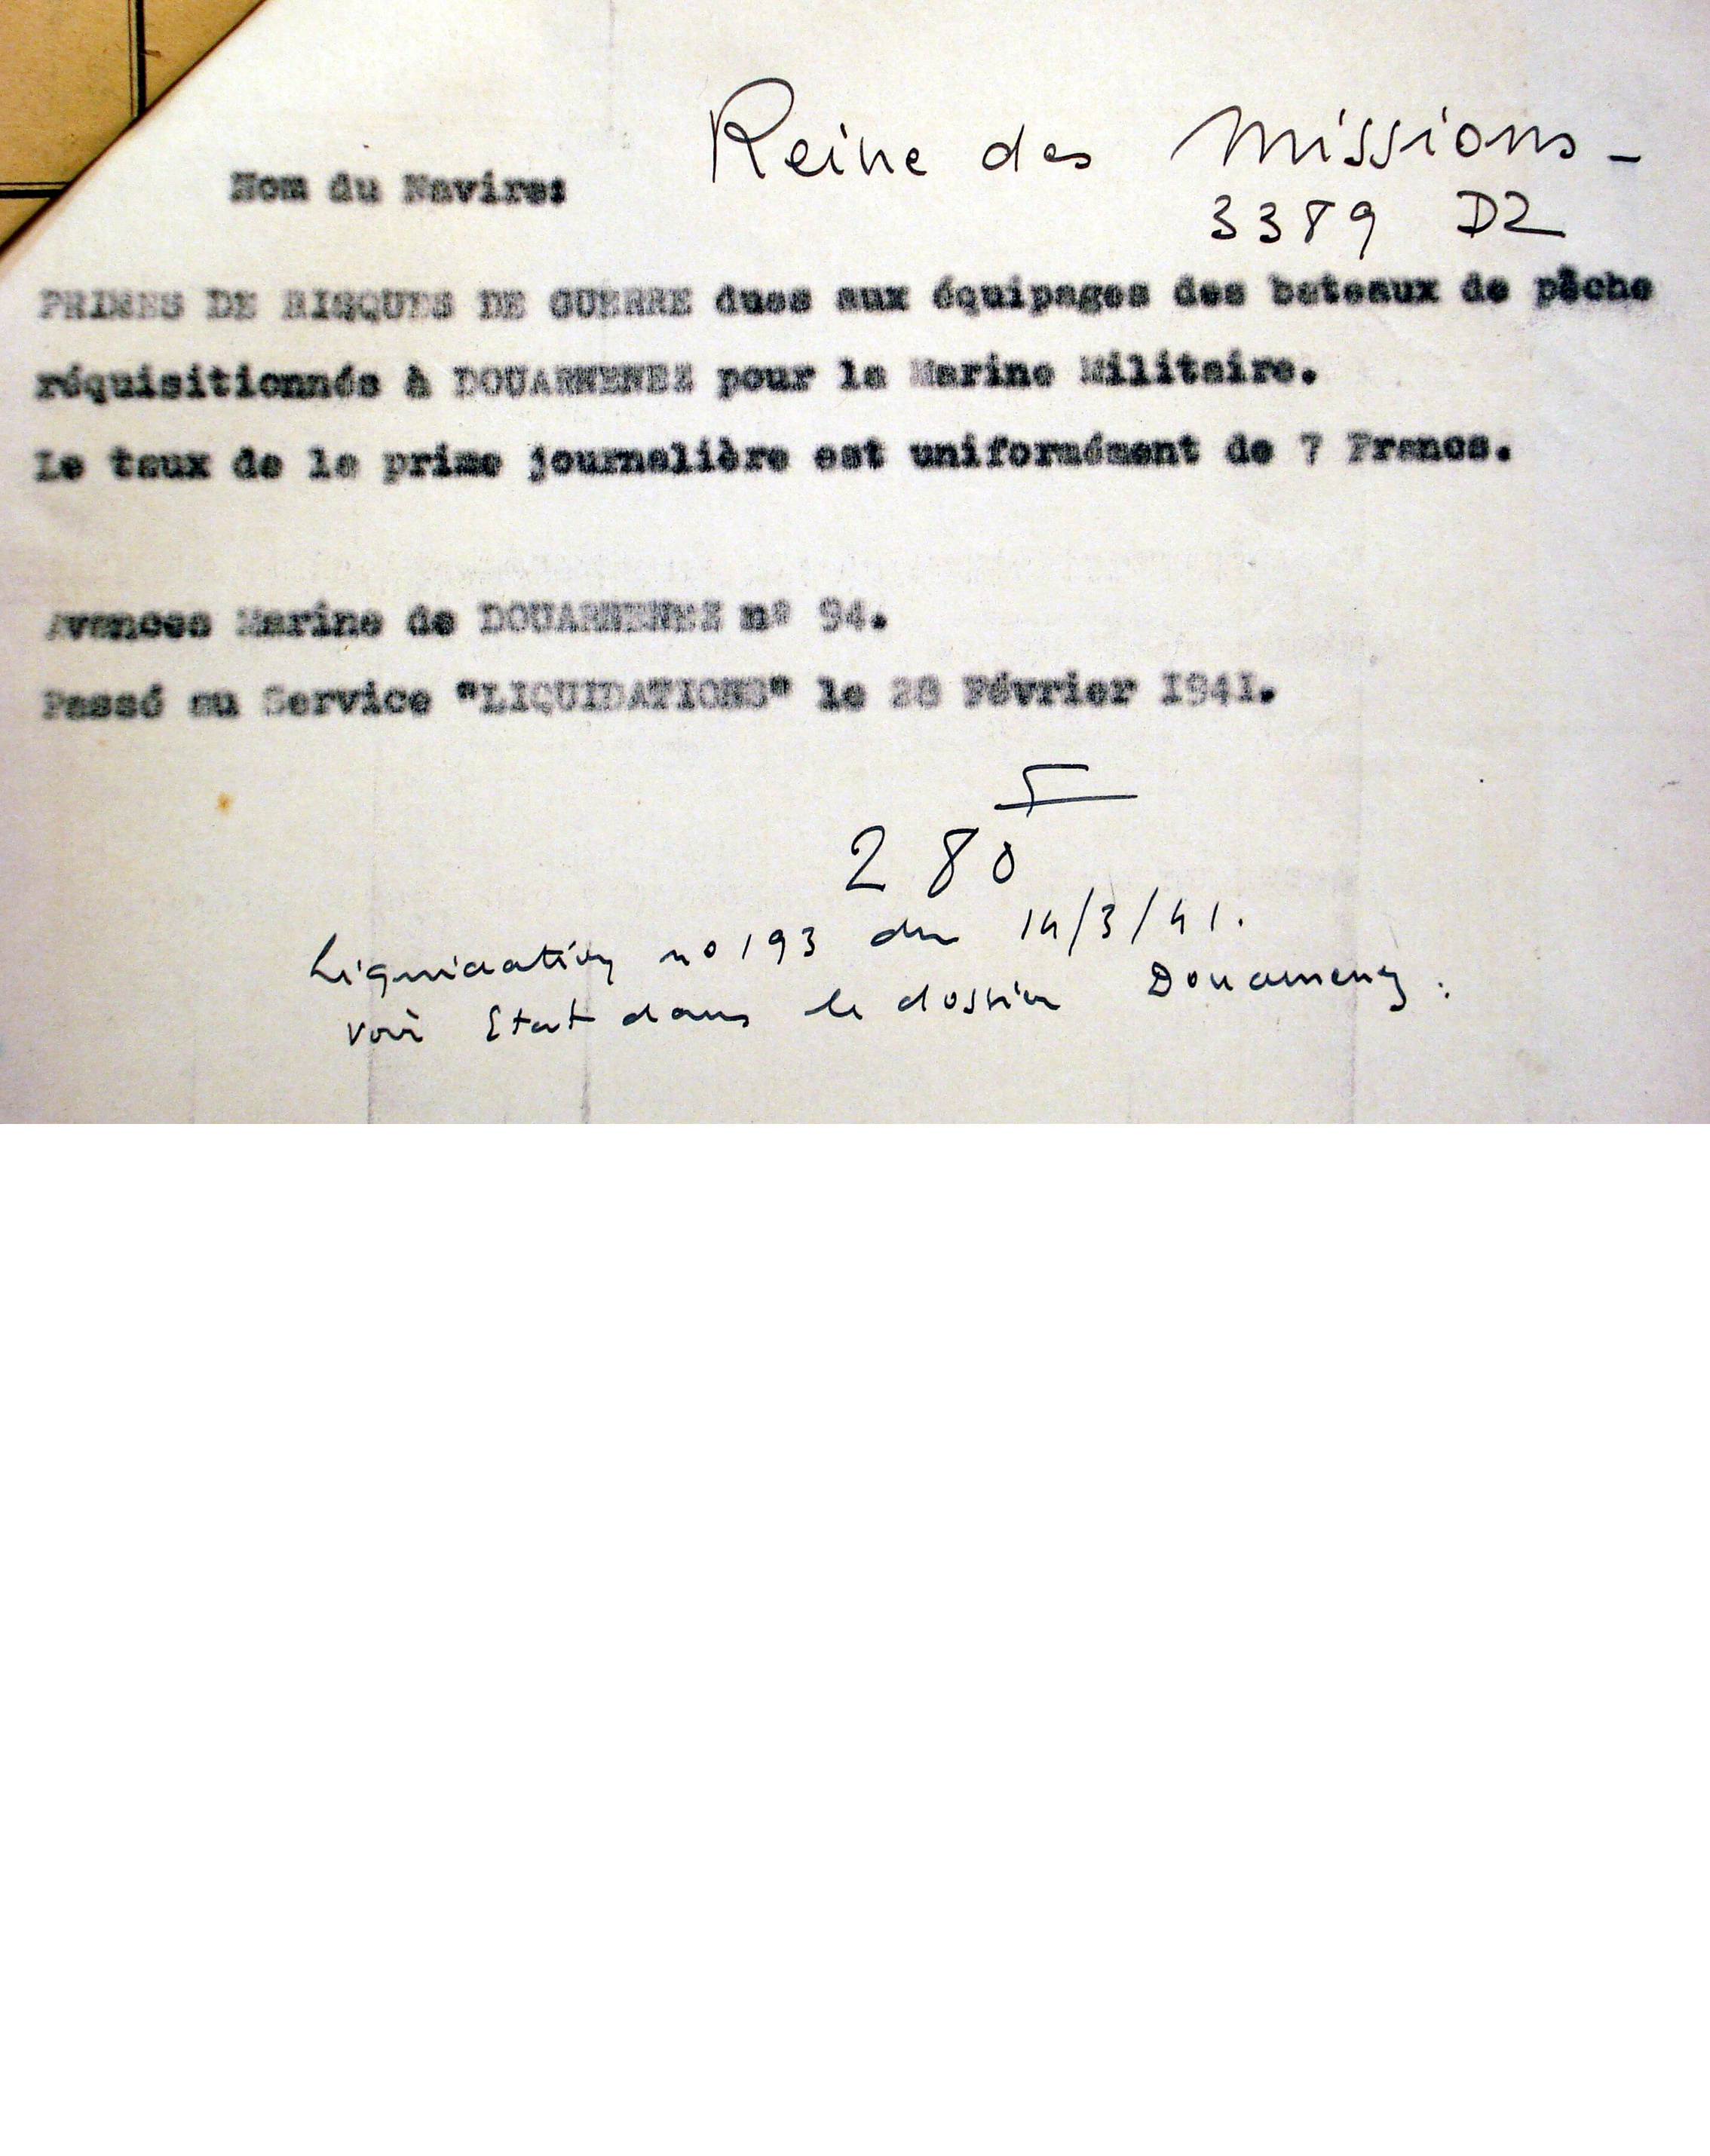 Nom du Navire: Reine des Missions -
3389 DZ
PRIMES DE RISQUES DE GUERRE dues aux équipages des bateaux de pêche
réquisitionnés à DOUARNENEZ pour la Marine Militaire.
Le taux de la prime journalière est uniformément de 7 Francs.
Avances Marine de DOUARNENEZ nº 94.
Passé au Service "LIQUIDATIONS" le 28 Février 1941.
F
280
Liquidation no 193 du 14/3/41.
Voir Etat dans le dossier Douarnenez.